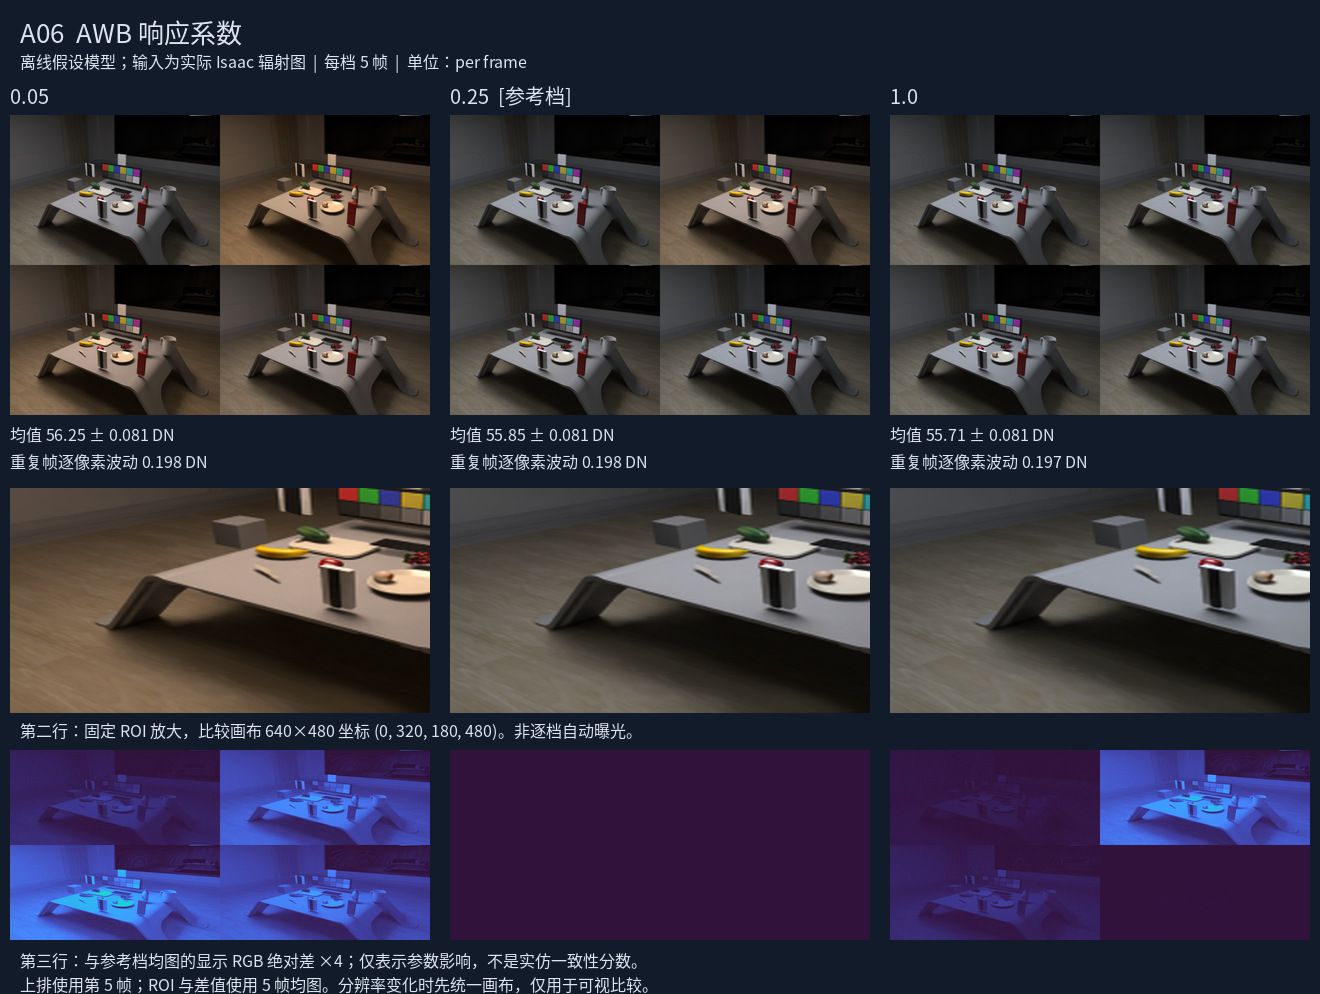 A06 AWB 响应系数
离线假设模型；输入为实际 Isaac 辐射图 | 每档 5 帧 | 单位：per frame
0.05
0.25 [参考档]
1.0
均值 56.25 ± 0.081 DN
重复帧逐像素波动 0.198 DN
均值 55.85 ± 0.081 DN
重复帧逐像素波动 0.198 DN
均值 55.71 ± 0.081 DN
重复帧逐像素波动 0.197 DN
第二行：固定 ROI 放大，比较画布 640×480 坐标 (0, 320, 180, 480)。非逐档自动曝光。
第三行：与参考档均图的显示 RGB 绝对差 ×4；仅表示参数影响，不是实仿一致性分数。
上排使用第 5 帧；ROI 与差值使用 5 帧均图。分辨率变化时先统一画布，仅用于可视比较。